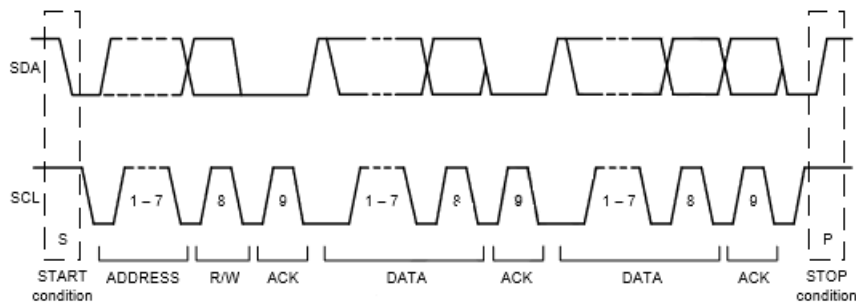 SDA
SCL
1 – 7
8
9
1 – 7
8
9
1 – 7
8
9
S
P
START
condition
ADDRESS
R/W
ACK
DATA
ACK
DATA
ACK
STOP
condition